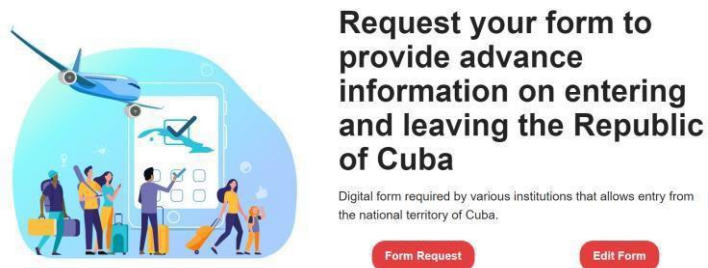 Request your form to
provide advance
information on entering
and leaving the Republic
of Cuba
Digital form required by various institutions that allows entry from
the national territory of Cuba.
Form Request
Edit Form